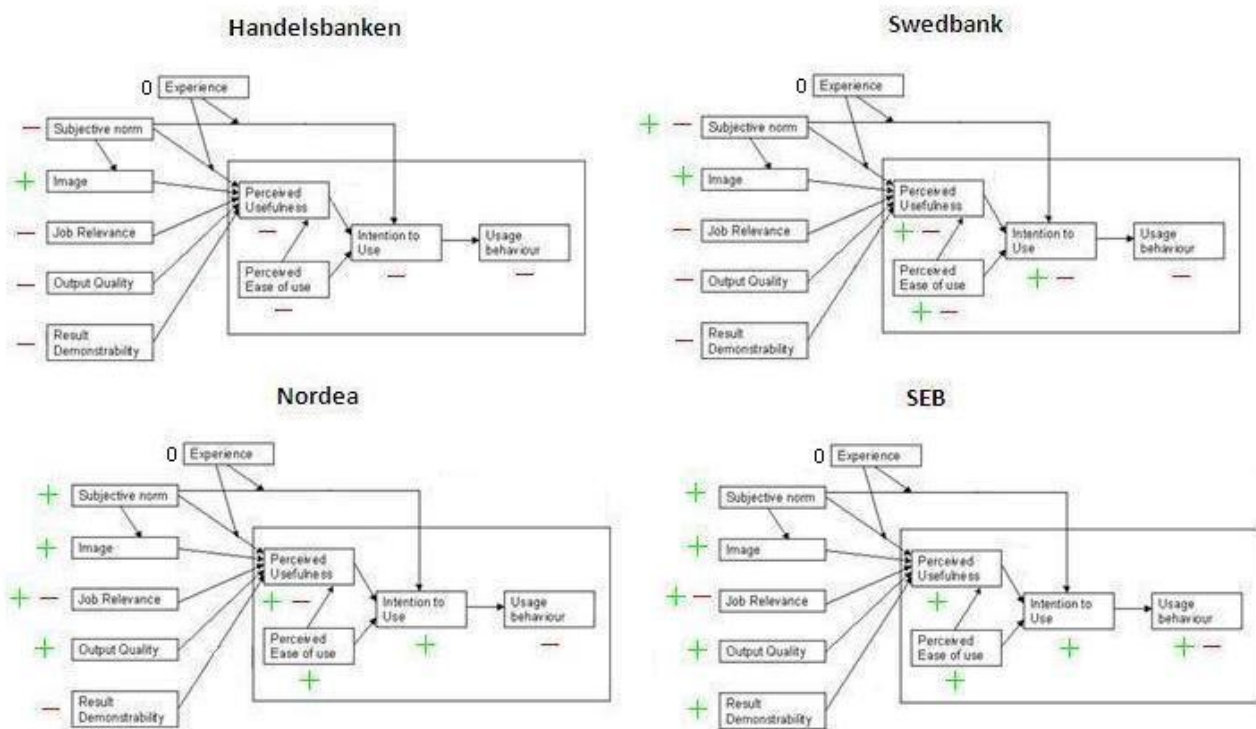 Handelsbanken
0 Experience
− Subjective norm
+ Image
− Job Relevance
− Output Quality
− Result
Demonstrability
Perceived
Usefulness
−
Perceived
Ease of use
−
Intention to
Use
−
Usage
behaviour
−
Swedbank
0 Experience
+ − Subjective norm
+ Image
− Job Relevance
− Output Quality
− Result
Demonstrability
Perceived
Usefulness
+ −
Perceived
Ease of use
+ −
Intention to
Use
+ −
Usage
behaviour
−
Nordea
0 Experience
+ Subjective norm
+ Image
+ − Job Relevance
+ Output Quality
− Result
Demonstrability
Perceived
Usefulness
+ −
Perceived
Ease of use
+
Intention to
Use
+
Usage
behaviour
−
SEB
0 Experience
+ Subjective norm
+ Image
+ − Job Relevance
+ Output Quality
+ Result
Demonstrability
Perceived
Usefulness
+
Perceived
Ease of use
+
Intention to
Use
+
Usage
behaviour
+ −